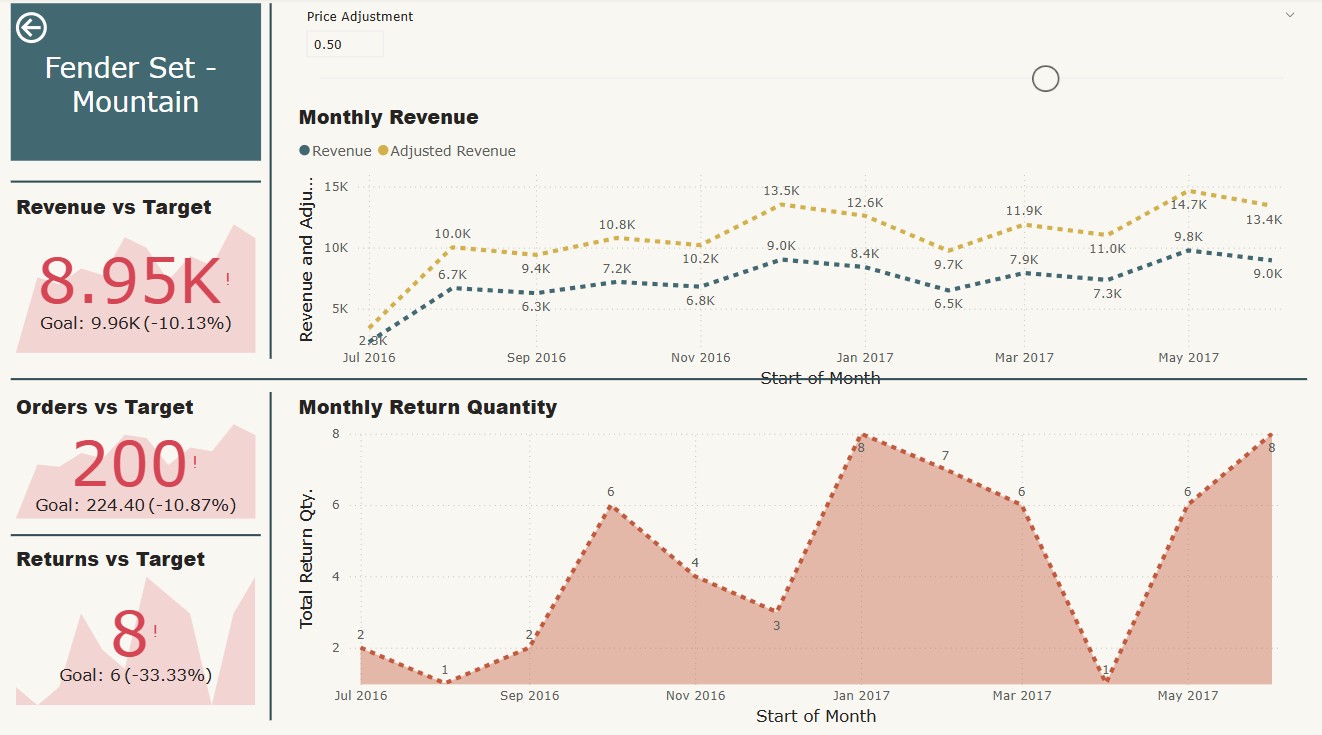 Fender Set -
Mountain
Price Adjustment
0.50
Revenue vs Target
8.95K!
Goal: 9.96K (-10.13%)
Monthly Revenue
Revenue Adjusted Revenue
Revenue and Adju...
15K
10K
5K
10.0K
9.4K
10.8K
10.2K
13.5K
12.6K
9.7K
11.9K
11.0K
14.7K
13.4K
2.3K
6.7K
6.3K
7.2K
6.8K
9.0K
8.4K
6.5K
7.9K
7.3K
9.8K
9.0K
Jul 2016 Sep 2016 Nov 2016 Jan 2017 Mar 2017 May 2017
Start of Month
Orders vs Target
200!
Goal: 224.40 (-10.87%)
Returns vs Target
8!
Goal: 6 (-33.33%)
Monthly Return Quantity
Total Return Qty.
8
6
4
2
2
1
2
6
4
3
8
7
6
1
6
8
Jul 2016 Sep 2016 Nov 2016 Jan 2017 Mar 2017 May 2017
Start of Month